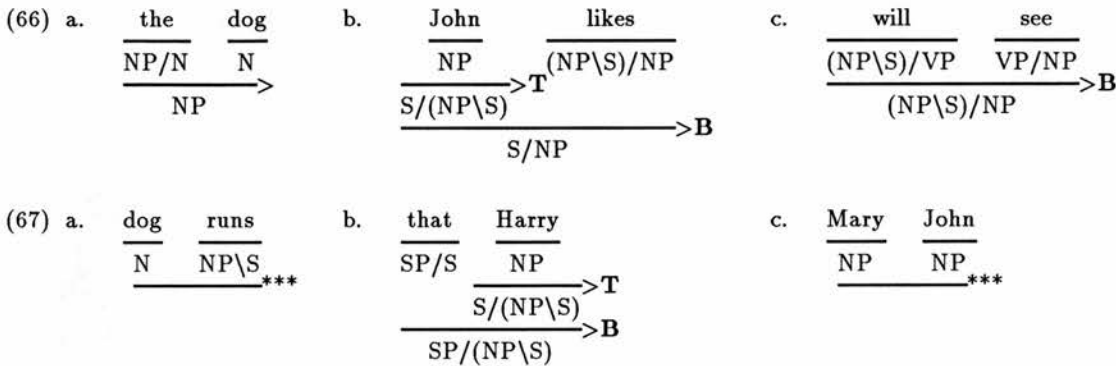 (66) a. the dog b. John likes c. will see
NP/N N NP (NP\S)/NP (NP\S)/VP VP/NP
> >T >B
NP S/(NP\S) (NP\S)/NP
>B
S/NP
(67) a. dog runs b. that Harry c. Mary John
N NP\S SP/S NP NP NP
*** >T ***
S/(NP\S)
>B
SP/(NP\S)